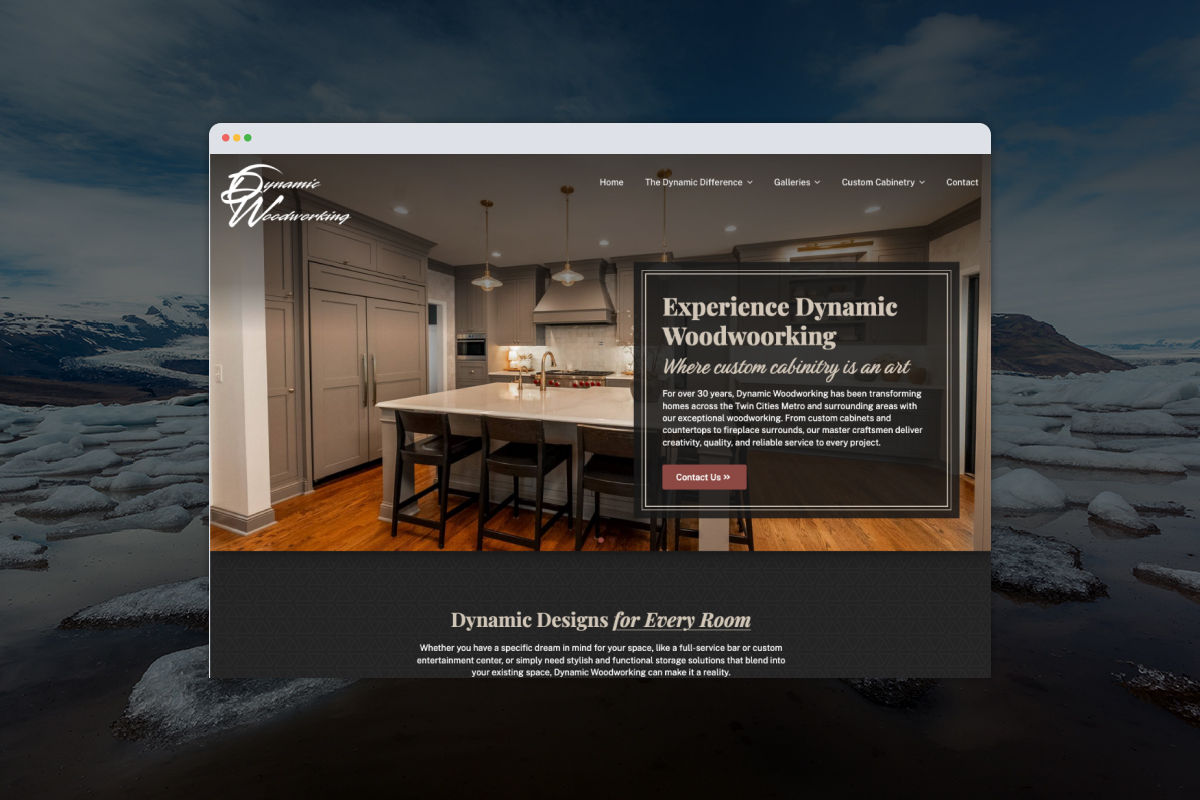 Dynamic
Woodworking
Home The Dynamic Difference Galleries Custom Cabinetry Contact
Experience Dynamic
Woodwoorking
Where custom cabinitry is an art
For over 30 years, Dynamic Woodworking has been transforming
homes across the Twin Cities Metro and surrounding areas with
our exceptional woodworking. From custom cabinets and
countertops to fireplace surrounds, our master craftsmen deliver
creativity, quality, and reliable service to every project.
Contact Us »
Dynamic Designs for Every Room
Whether you have a specific dream in mind for your space, like a full-service bar or custom
entertainment center, or simply need stylish and functional storage solutions that blend into
your existing space, Dynamic Woodworking can make it a reality.